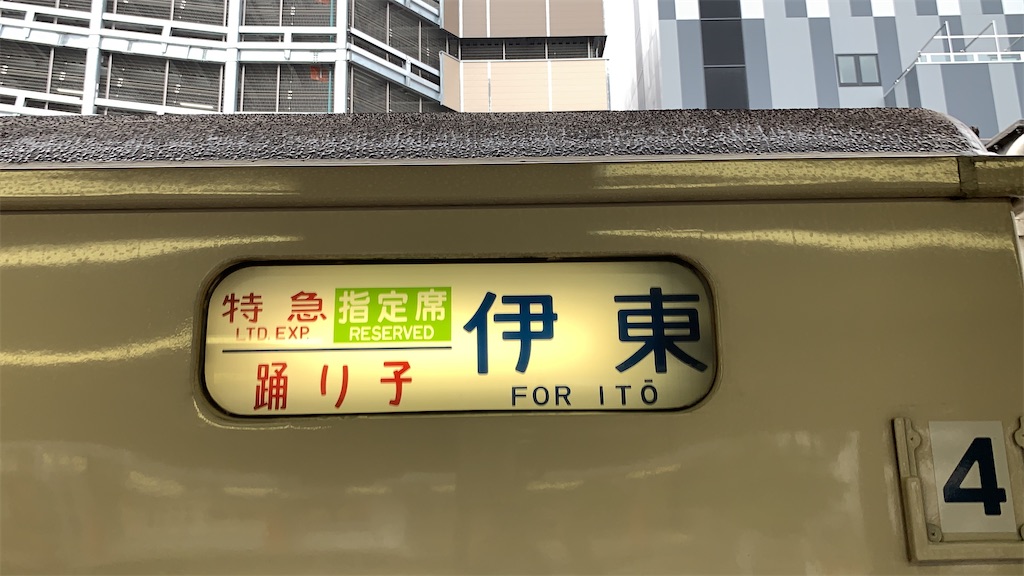 特急 指定席 伊東
LTD. EXP. RESERVED
踊り子 FOR ITŌ
4